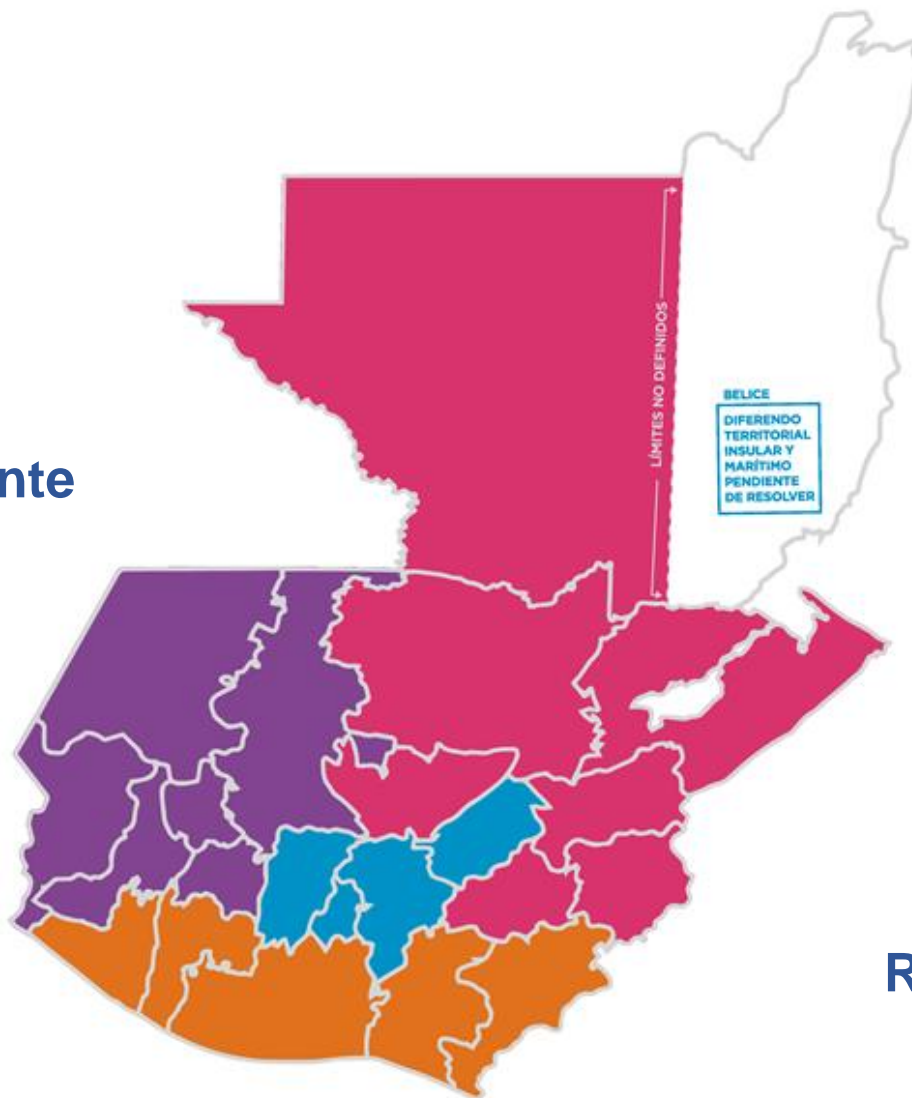 LÍMITES NO DEFINIDOS
BELICE
DIFERENDO
TERRITORIAL
INSULAR Y
MARÍTIMO
PENDIENTE
DE RESOLVER
nte
R